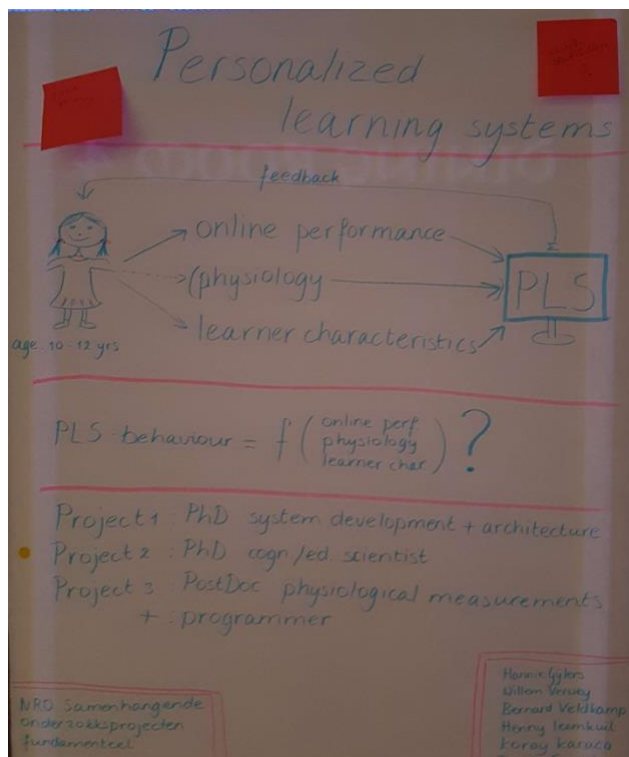 Personalized
learning systems
feedback
online performance
(physiology
learner characteristics
PLS
age 10-12 yrs
PLS behaviour = f ( online perf
physiology
learner char ) ?
Project 1 : PhD system development + architecture
Project 2 : PhD cogn/ed. scientist
Project 3 : PostDoc physiological measurements
+ programmer
NRO Samenhangende
onderzoeksprojecten
fundamenteel
Hannie Gijlers
Willem Verwey
Bernard Veldkamp
Henny Leemkuil
Koray Karaca